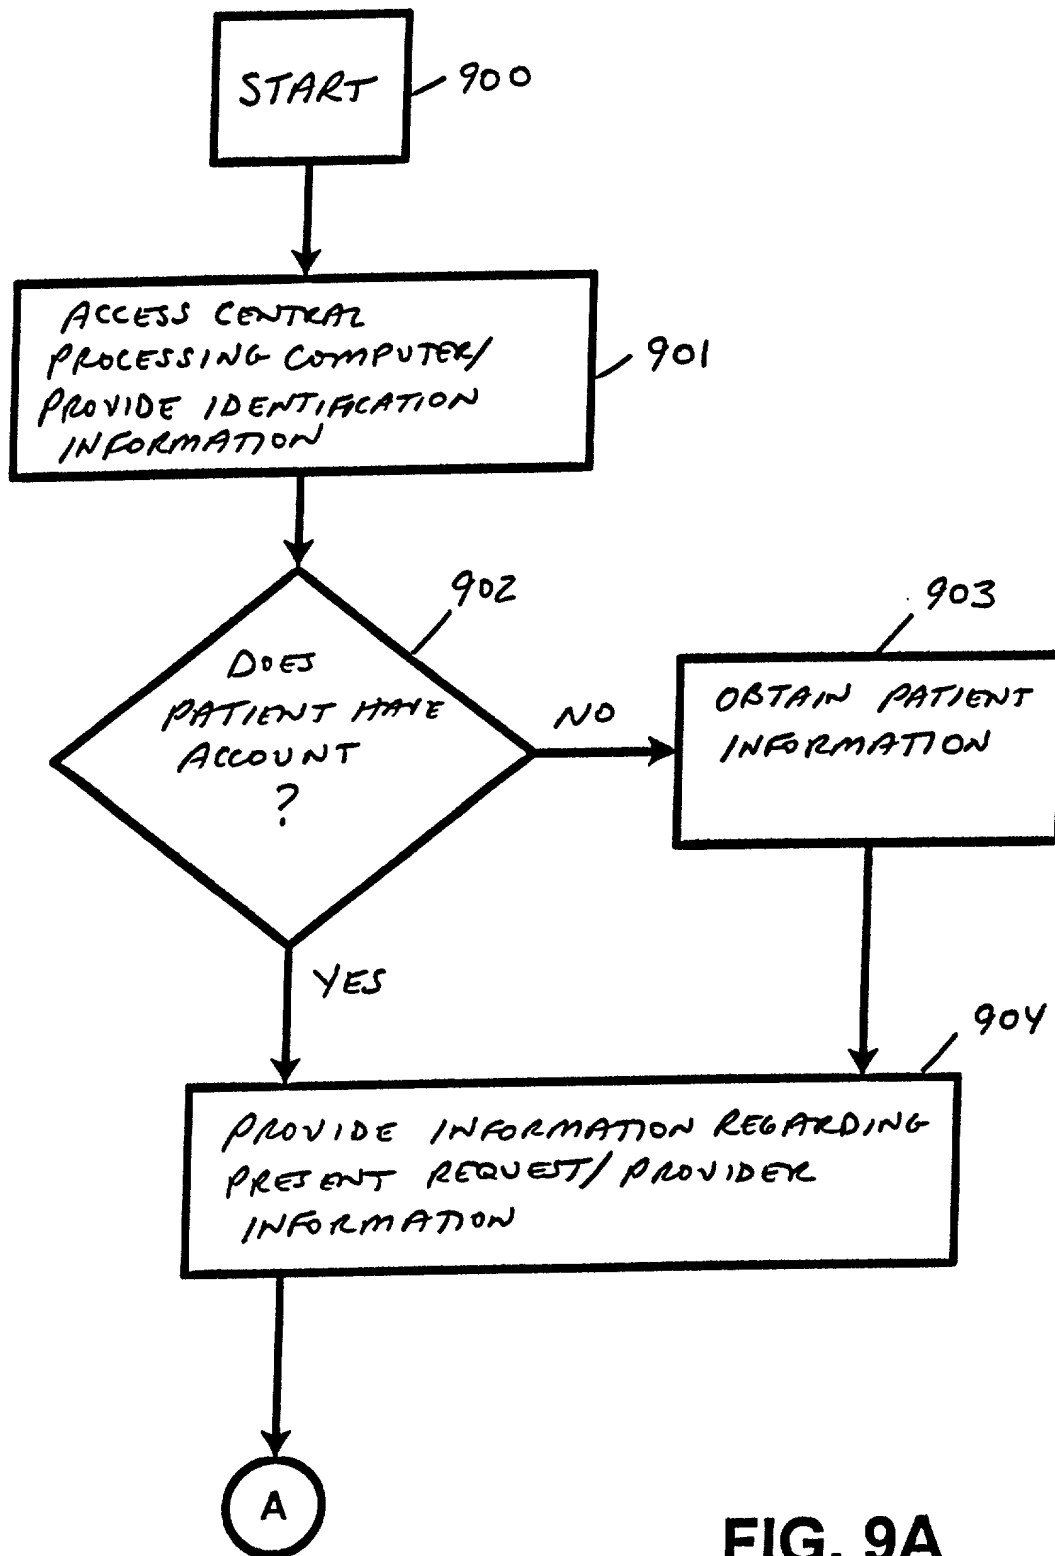 START
900
ACCESS CENTRAL
PROCESSING COMPUTER/
PROVIDE IDENTIFICATION
INFORMATION
901
902
DOES
PATIENT HAVE
ACCOUNT
?
NO
903
OBTAIN PATIENT
INFORMATION
YES
904
PROVIDE INFORMATION REGARDING
PRESENT REQUEST/PROVIDER
INFORMATION
A
FIG. 9A